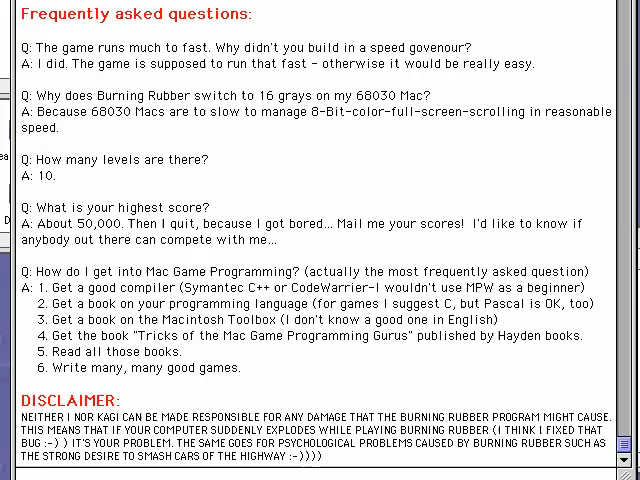 Frequently asked questions:
Q: The game runs much to fast. Why didn't you build in a speed govenour?
A: I did. The game is supposed to run that fast - otherwise it would be really easy.
Q: Why does Burning Rubber switch to 16 grays on my 68030 Mac?
A: Because 68030 Macs are to slow to manage 8-Bit-color-full-screen-scrolling in reasonable
speed.
Q: How many levels are there?
A: 10.
Q: What is your highest score?
A: About 50,000. Then I quit, because I got bored... Mail me your scores! I'd like to know if
anybody out there can compete with me...
Q: How do I get into Mac Game Programming? (actually the most frequently asked question)
A: 1. Get a good compiler (Symantec C++ or CodeWarrier-I wouldn't use MPW as a beginner)
2. Get a book on your programming language (for games I suggest C, but Pascal is OK, too)
3. Get a book on the Macintosh Toolbox (I don't know a good one in English)
4. Get the book "Tricks of the Mac Game Programming Gurus" published by Hayden books.
5. Read all those books.
6. Write many, many good games.
DISCLAIMER:
NEITHER I NOR KAGI CAN BE MADE RESPONSIBLE FOR ANY DAMAGE THAT THE BURNING RUBBER PROGRAM MIGHT CAUSE.
THIS MEANS THAT IF YOUR COMPUTER SUDDENLY EXPLODES WHILE PLAYING BURNING RUBBER (I THINK I FIXED THAT
BUG :-) ) IT'S YOUR PROBLEM. THE SAME GOES FOR PSYCHOLOGICAL PROBLEMS CAUSED BY BURNING RUBBER SUCH AS
THE STRONG DESIRE TO SMASH CARS OF THE HIGHWAY :-))))